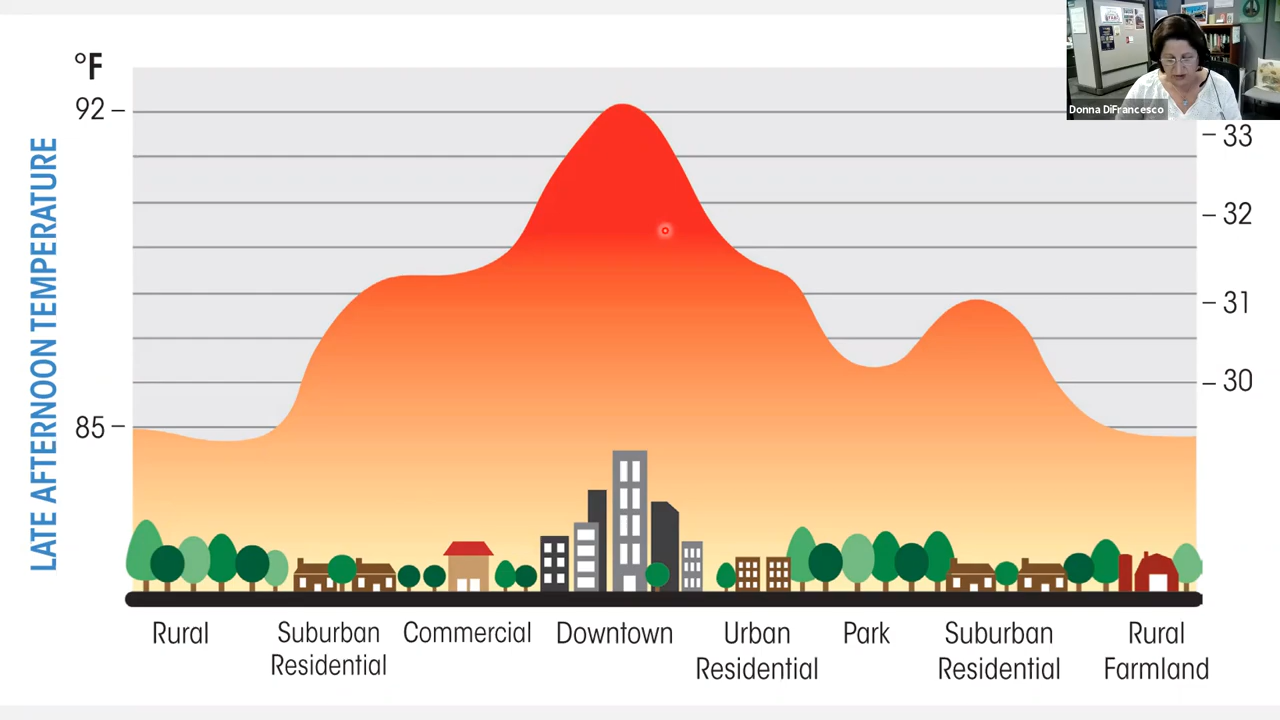 °F
92
85
LATE AFTERNOON TEMPERATURE
33
32
31
30
Donna DiFrancesco
Rural
Suburban
Residential
Commercial
Downtown
Urban
Residential
Park
Suburban
Residential
Rural
Farmland